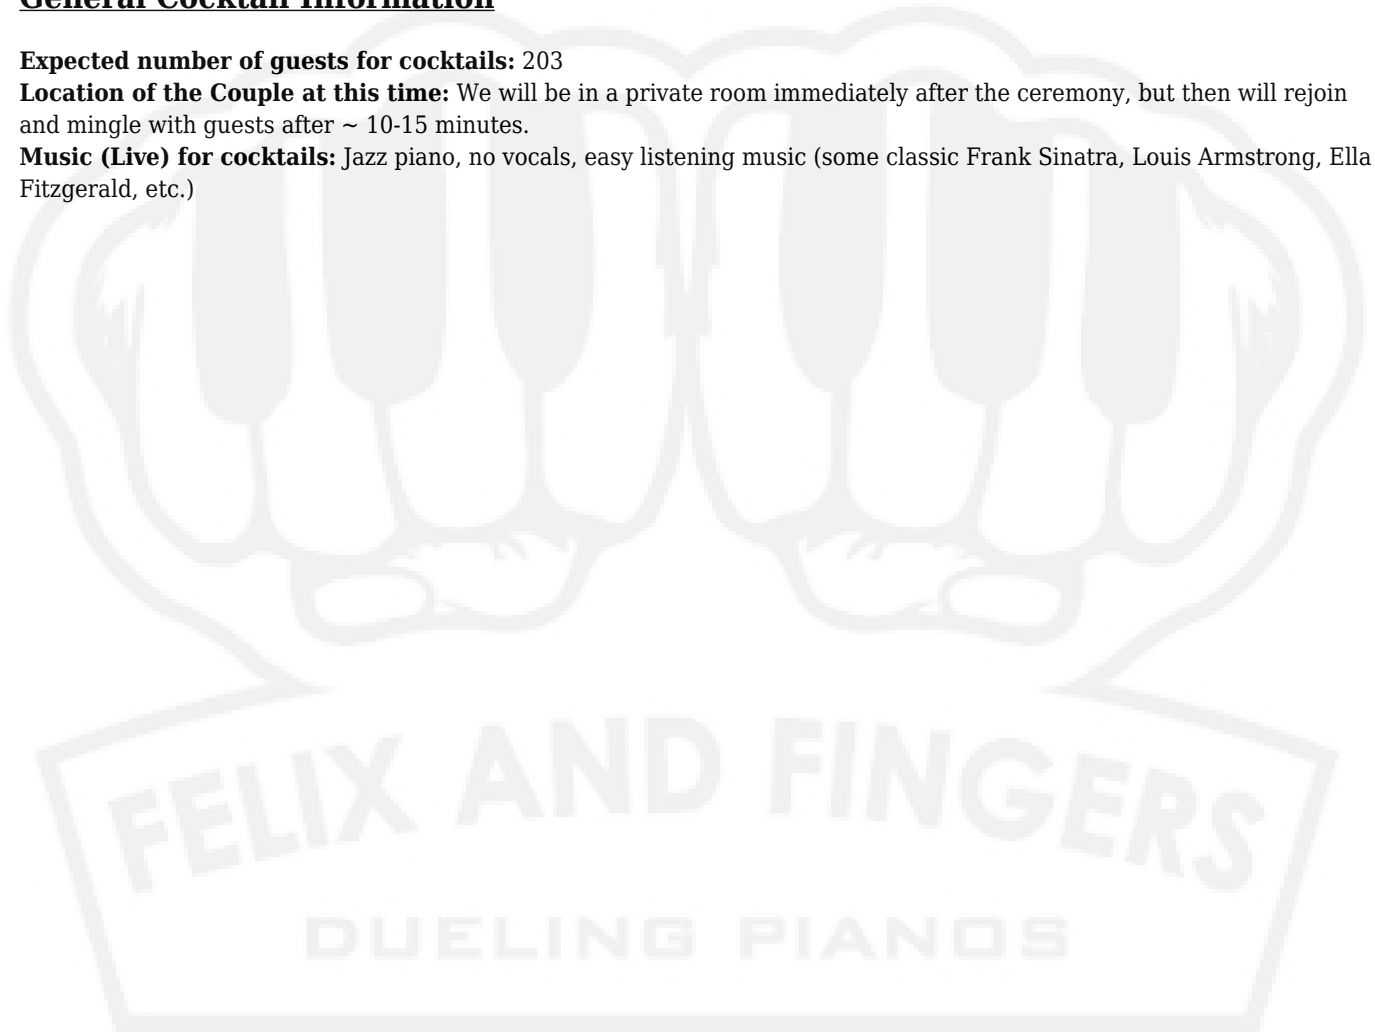 General Cocktail Information
Expected number of guests for cocktails: 203
Location of the Couple at this time: We will be in a private room immediately after the ceremony, but then will rejoin
and mingle with guests after ~ 10-15 minutes.
Music (Live) for cocktails: Jazz piano, no vocals, easy listening music (some classic Frank Sinatra, Louis Armstrong, Ella
Fitzgerald, etc.)
FELIX AND FINGERS
DUELING PIANOS